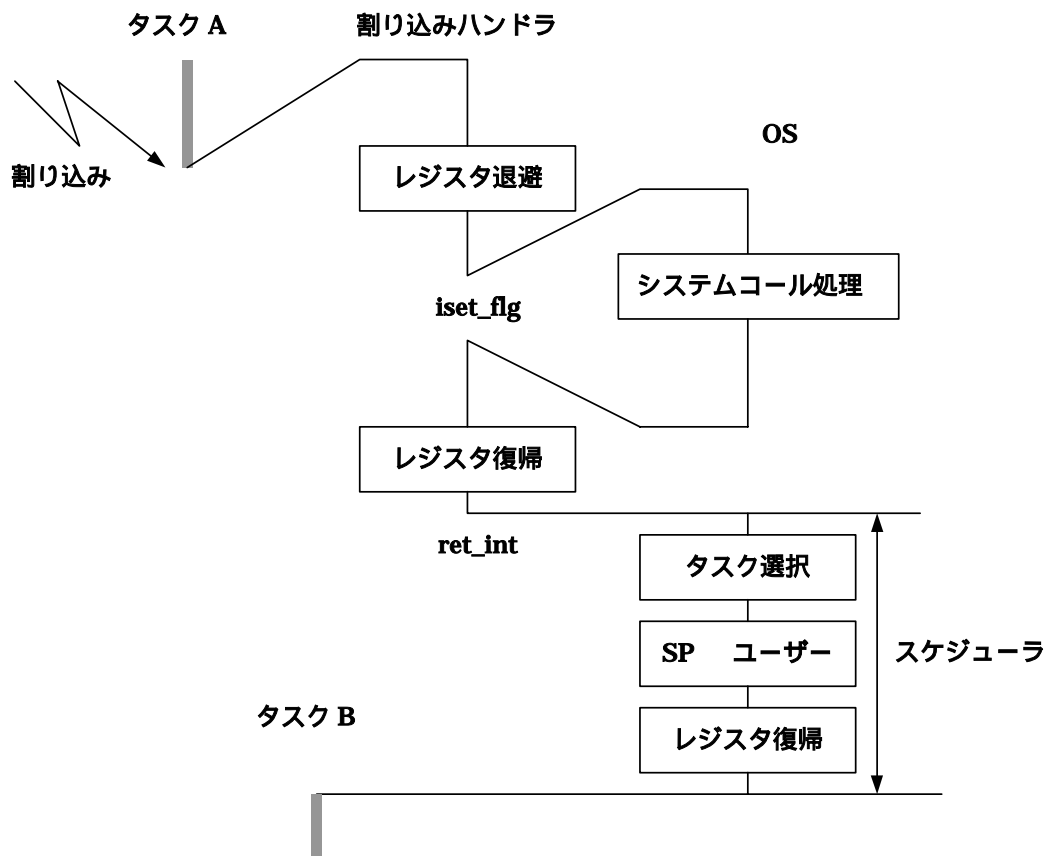 タスク A
割り込みハンドラ
OS
割り込み
レジスタ退避
システムコール処理
iset_flg
レジスタ復帰
ret_int
タスク選択
SP ユーザー
スケジューラ
レジスタ復帰
タスク B